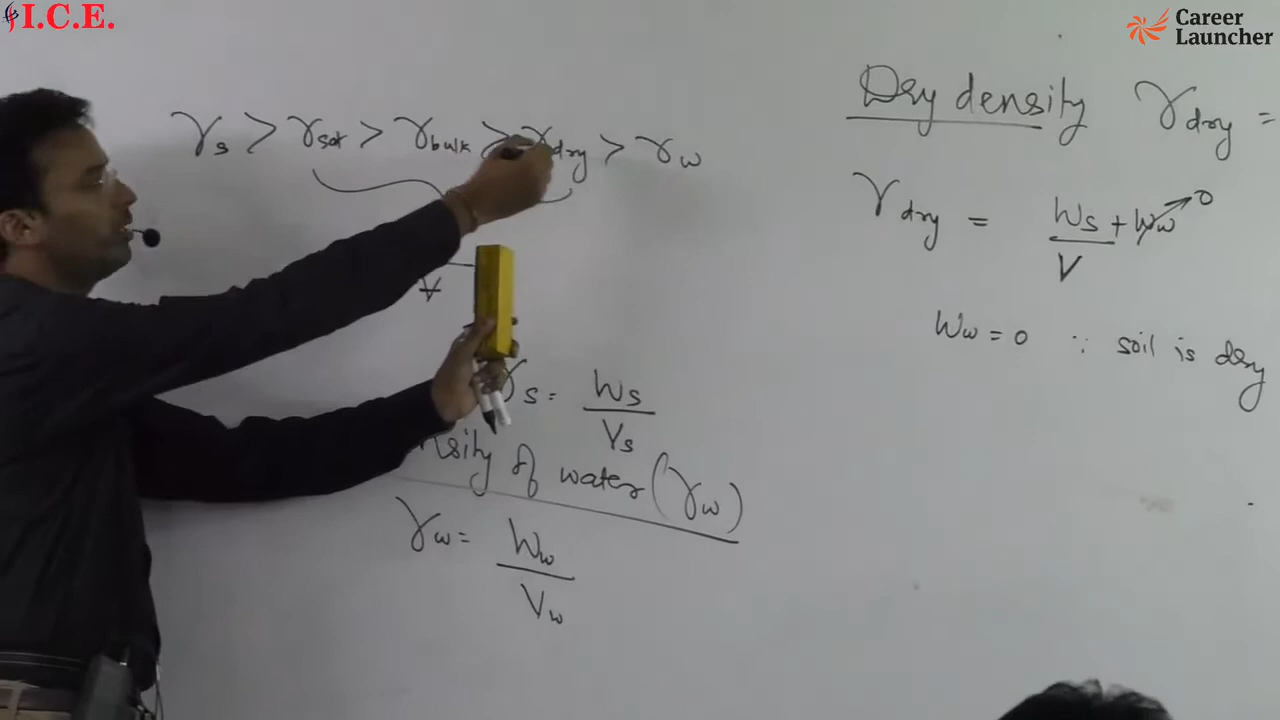 I.C.E.
Career
Launcher
γs > γsat > γbulk > γdry > γw
V
γs = Ws / Vs
of water (γw)
γw = Ww / Vw
Dry density γdry =
γdry = Ws + Ww→0 / V
Ww = 0 ∵ soil is dry